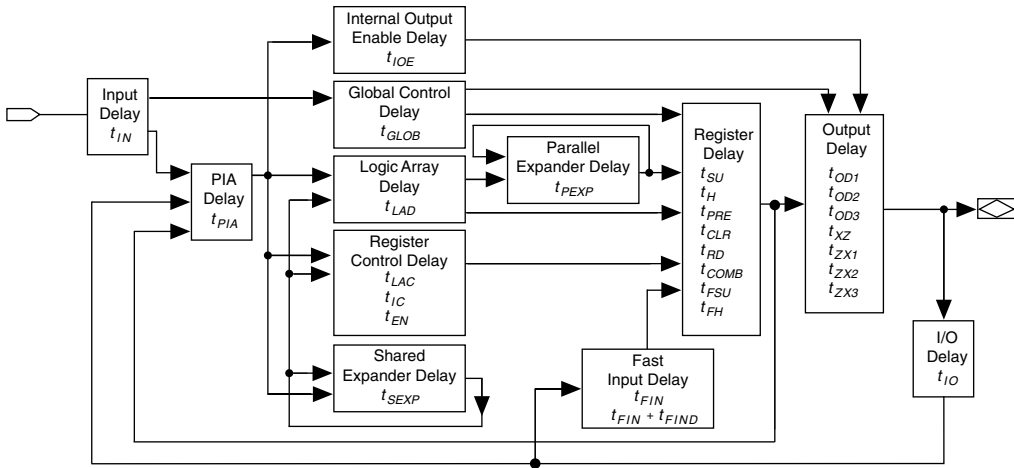 Internal Output
Enable Delay
tIOE
Input
Delay
tIN
Global Control
Delay
tGLOB
PIA
Delay
tPIA
Logic Array
Delay
tLAD
Parallel
Expander Delay
tPEXP
Register
Control Delay
tLAC
tIC
tEN
Shared
Expander Delay
tSEXP
Fast
Input Delay
tFIN
tFIN + tFIND
Register
Delay
tSU
tH
tPRE
tCLR
tRD
tCOMB
tFSU
tFH
Output
Delay
tOD1
tOD2
tOD3
tXZ
tZX1
tZX2
tZX3
I/O
Delay
tIO